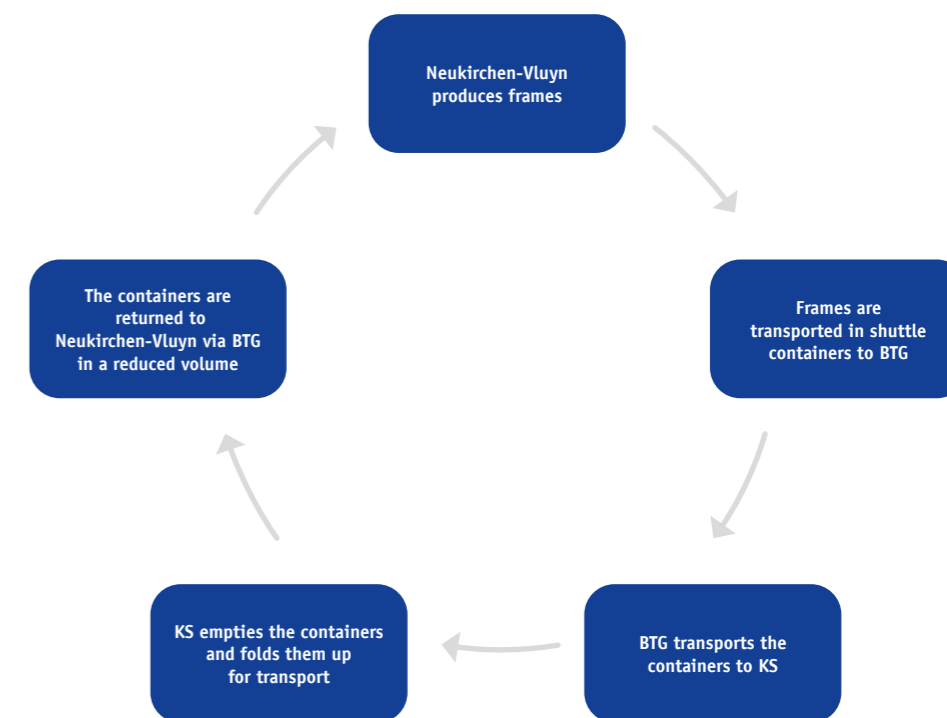 Neukirchen-Vluyn
produces frames
Frames are
transported in shuttle
containers to BTG
BTG transports the
containers to KS
KS empties the containers
and folds them up
for transport
The containers are
returned to
Neukirchen-Vluyn via BTG
in a reduced volume